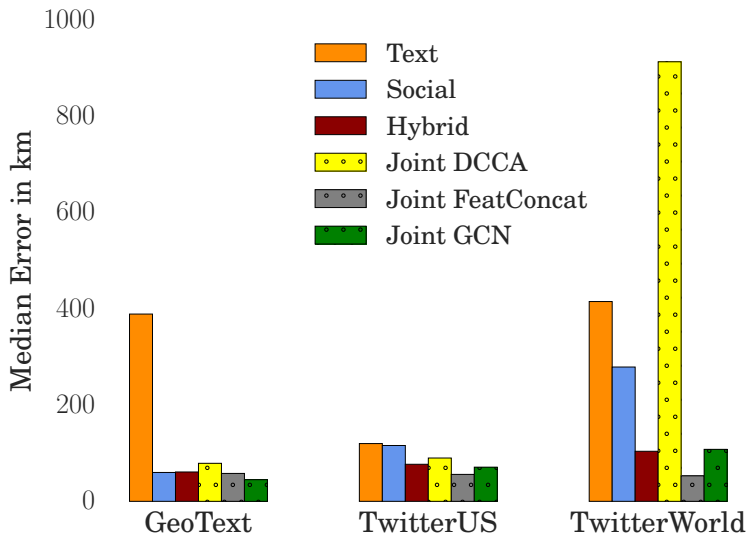 1000
800
600
400
200
0
Median Error in km
Text
Social
Hybrid
Joint DCCA
Joint FeatConcat
Joint GCN
GeoText
TwitterUS
TwitterWorld